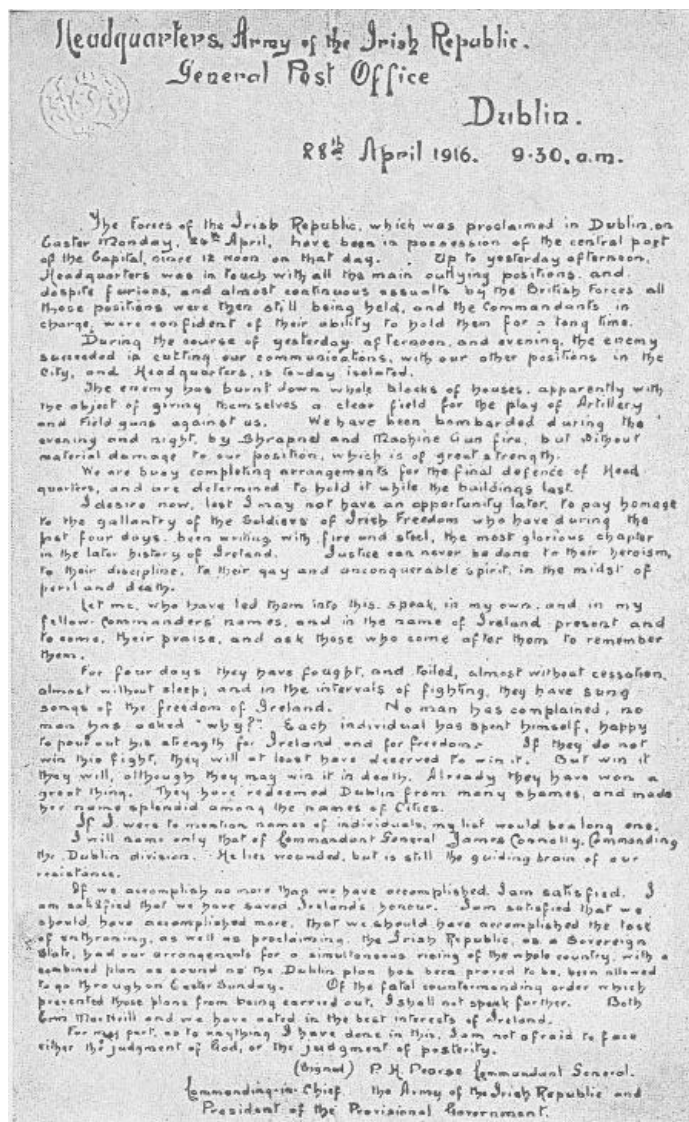 Headquarters, Army of the Irish Republic.
General Post Office
Dublin.
28th April 1916. 9-30. a.m.
The Forces of the Irish Republic, which was proclaimed in Dublin, on
Easter Monday, 24th April, have been in possession of the central part
of the Capital, since 12 noon on that day. Up to yesterday afternoon,
Headquarters was in touch with all the main outlying positions, and,
despite furious, and almost continuous assaults by the British Forces all
those positions were then still being held, and the Commandants in
charge, were confident of their ability to hold them for a long time.
During the course of yesterday afternoon, and evening, the enemy
succeeded in cutting our communications, with our other positions in the
City, and Headquarters, is to-day isolated.
The enemy has burnt down whole blocks of houses, apparently with
the object of giving themselves a clear field for the play of Artillery
and Field guns against us. We have been bombarded during the
evening and night, by Shrapnel and Machine Gun fire, but without
material damage to our position, which is of great strength.
We are busy completing arrangements for the final defence of Head-
quarters, and are determined to hold it while the buildings last.
I desire now, lest I may not have an opportunity later, to pay homage
to the gallantry of the Soldiers of Irish Freedom who have during the
past four days, been writing with fire and steel, the most glorious chapter
in the later history of Ireland. Justice can never be done to their heroism,
to their discipline, to their gay and unconquerable spirit, in the midst of
peril and death.
Let me, who have led them into this, speak, in my own, and in my
fellow-commanders' names, and in the name of Ireland present and
to come, their praise, and ask those who come after them to remember
them.
For four days they have fought, and toiled, almost without cessation,
almost without sleep; and in the intervals of fighting, they have sung
songs of the freedom of Ireland. No man has complained, no
man has asked "why?". Each individual has spent himself, happy
to pour out his strength for Ireland and for freedom. If they do not
win this fight, they will at least have deserved to win it. But win it
they will, although they may win it in death. Already they have won a
great thing. They have redeemed Dublin from many shames, and made
her name splendid among the names of Cities.
If I were to mention names of individuals, my list would be a long one.
I will name only that of Commandant General James Connolly, Commanding
the Dublin division. He lies wounded, but is still the guiding brain of our
resistance.
If we accomplish no more than we have accomplished, I am satisfied. I
am satisfied that we have saved Ireland's honour. I am satisfied that we
should have accomplished more, that we should have accomplished the task
of enthroning, as well as proclaiming, the Irish Republic, as a Sovereign
State, had our arrangements for a simultaneous rising of the whole country, with a
combined plan as sound as the Dublin plan has been proved to be, been allowed
to go through on Easter Sunday. Of the fatal countermanding order which
prevented those plans from being carried out, I shall not speak further. Both
Eoin MacNeill and we have acted in the best interests of Ireland.
For my part, as to anything I have done in this, I am not afraid to face
either the judgment of God, or the judgment of posterity.
(Signed) P. H. Pearse Commandant General.
Commanding-in-Chief the Army of the Irish Republic and
President of the Provisional Government.